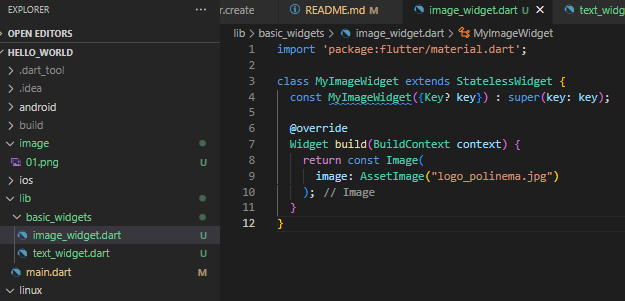 EXPLORER
...
OPEN EDITORS
HELLO_WORLD
.dart_tool
.idea
android
build
image
01.png U
ios
lib
basic_widgets
image_widget.dart U
text_widget.dart U
main.dart M
linux
r.create
README.md M
image_widget.dart U
text_widg
lib > basic_widgets > image_widget.dart > MyImageWidget
1 import 'package:flutter/material.dart';
2
3 class MyImageWidget extends StatelessWidget {
4 const MyImageWidget({Key? key}) : super(key: key);
5
6 @override
7 Widget build(BuildContext context) {
8 return const Image(
9 image: AssetImage("logo_polinema.jpg")
10 ); // Image
11 }
12 }